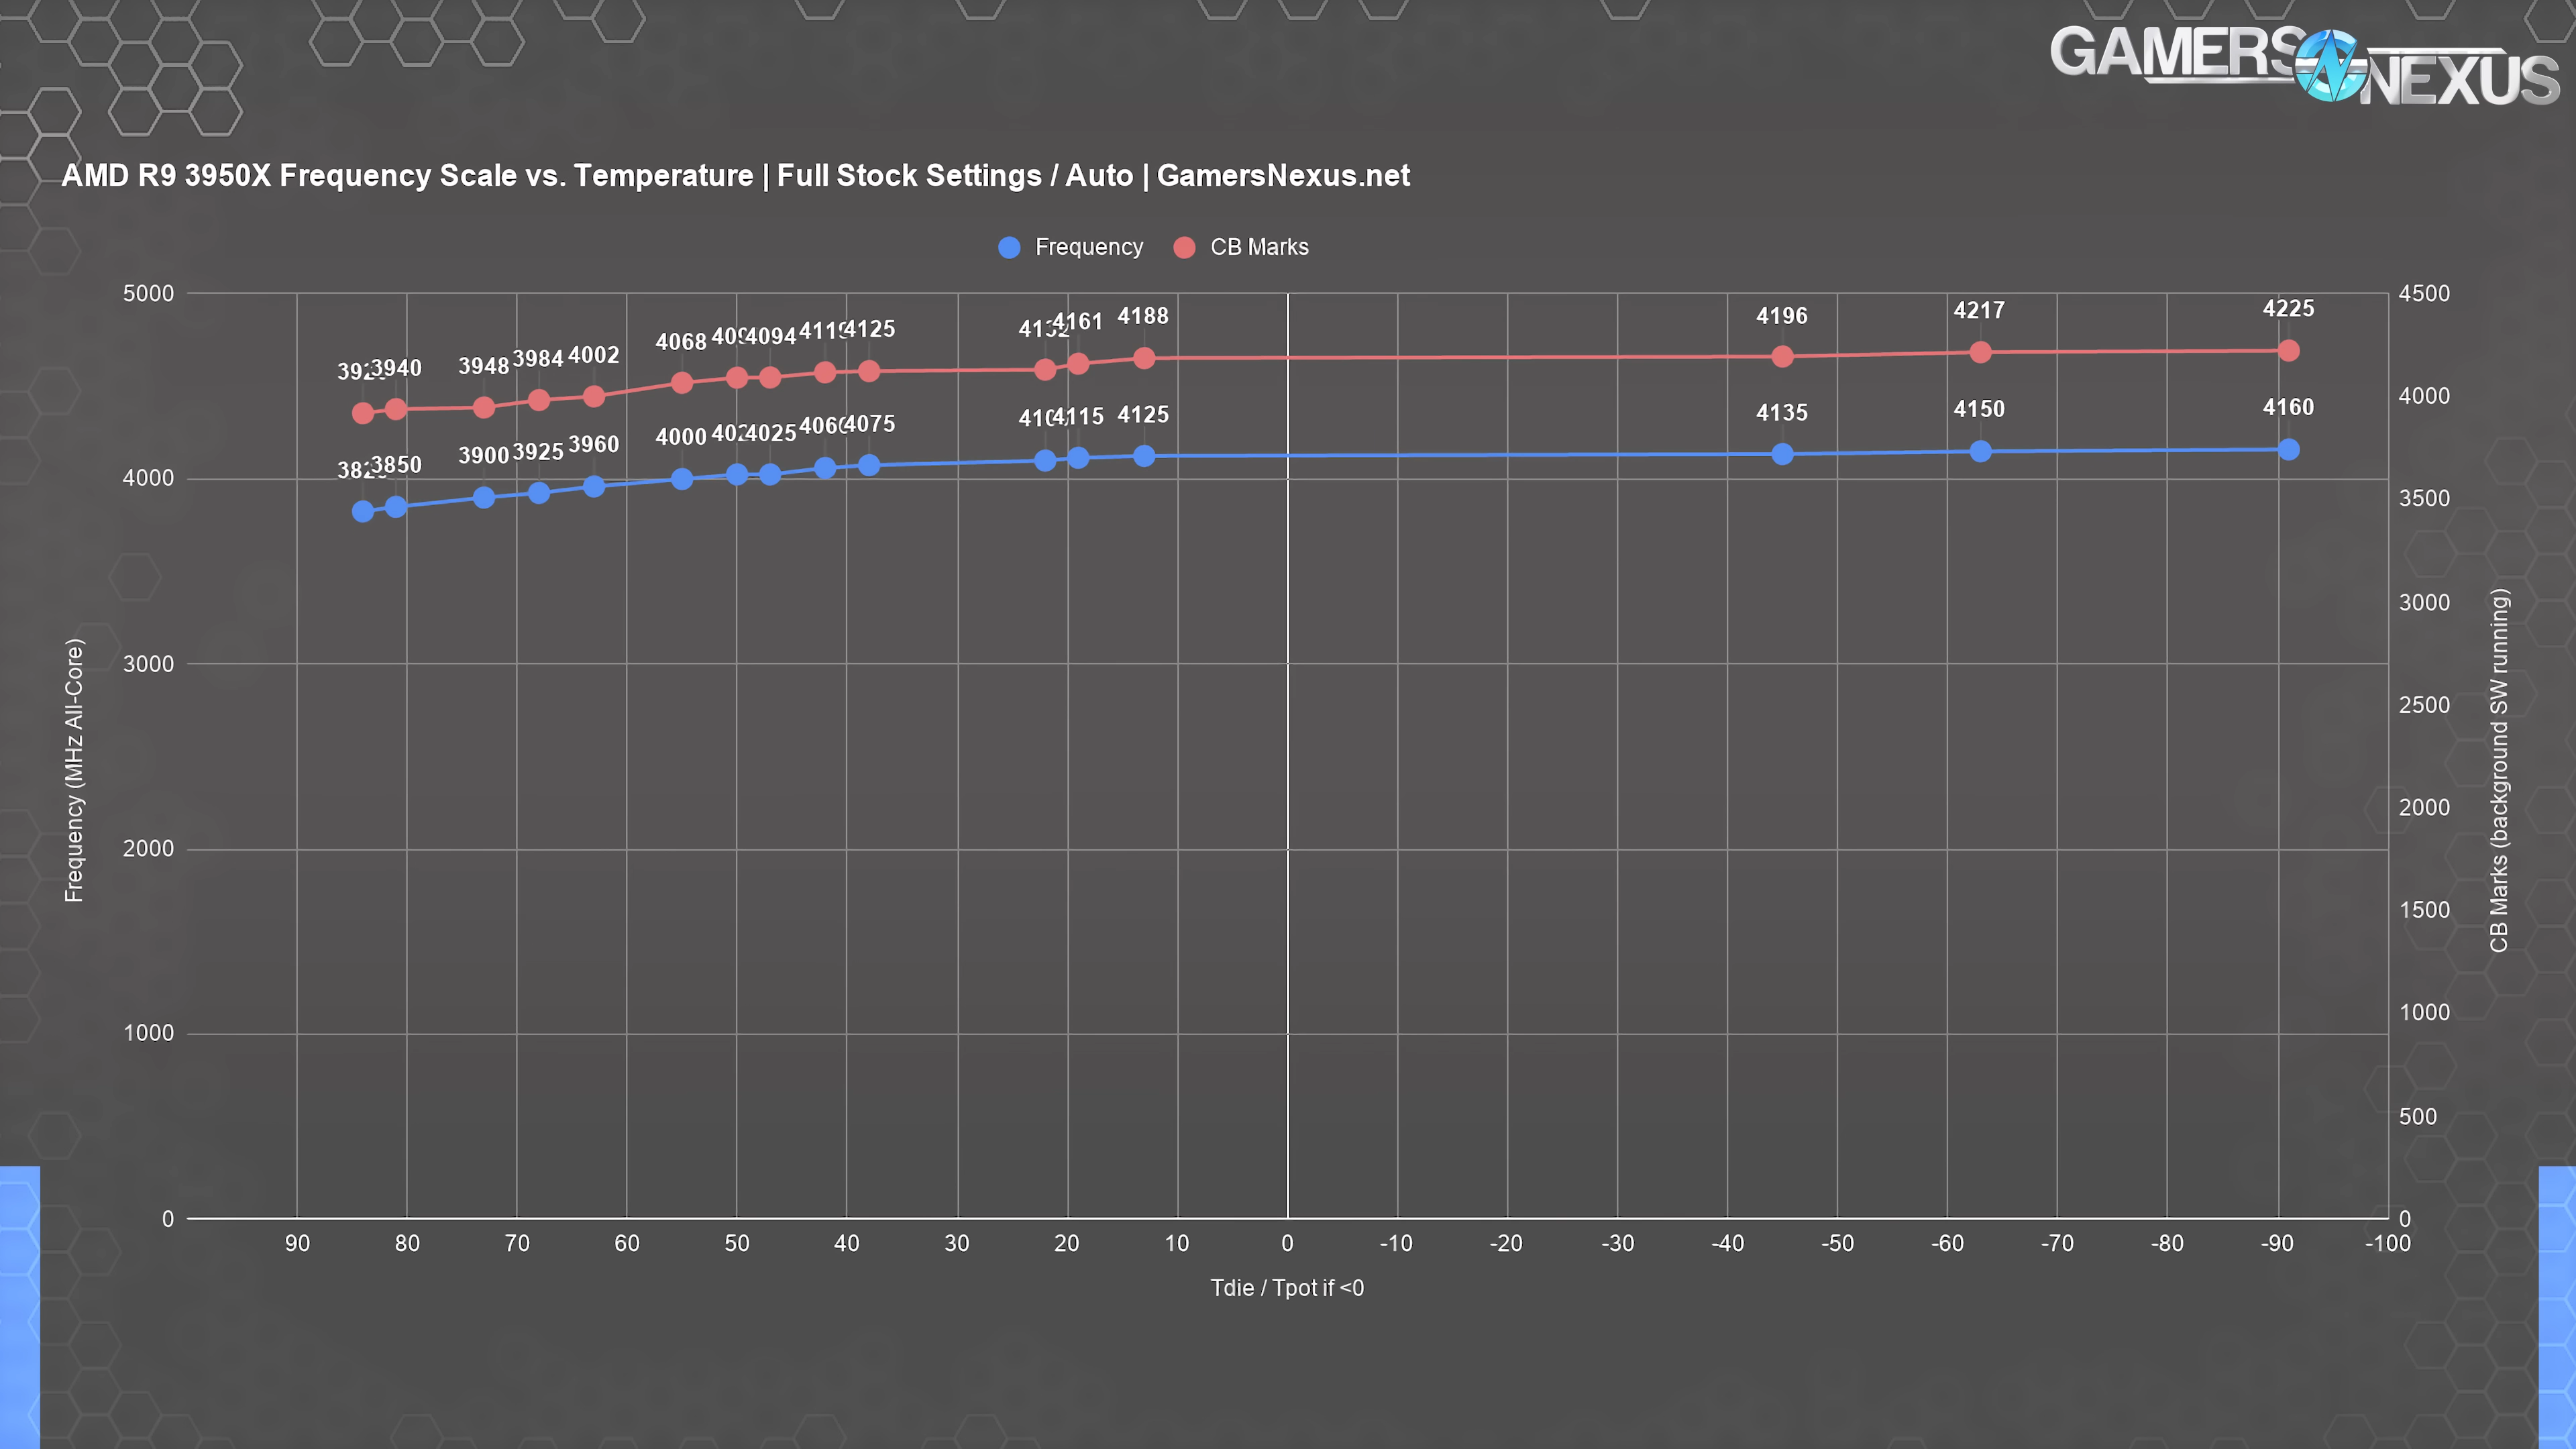 GAMERS NEXUS
AMD R9 3950X Frequency Scale vs. Temperature | Full Stock Settings / Auto | GamersNexus.net
Frequency CB Marks
5000
4000
3000
2000
1000
0
Frequency (MHz All-Core)
3940 3948 3984 4002 4068 4094 4125 4161 4188 4196 4217 4225
3850 3900 3925 3960 4000 4025 4075 4115 4125 4135 4150 4160
4500
4000
3500
3000
2500
2000
1500
1000
500
0
CB Marks (background SW running)
90 80 70 60 50 40 30 20 10 0 -10 -20 -30 -40 -50 -60 -70 -80 -90 -100
Tdie / Tpot if <0